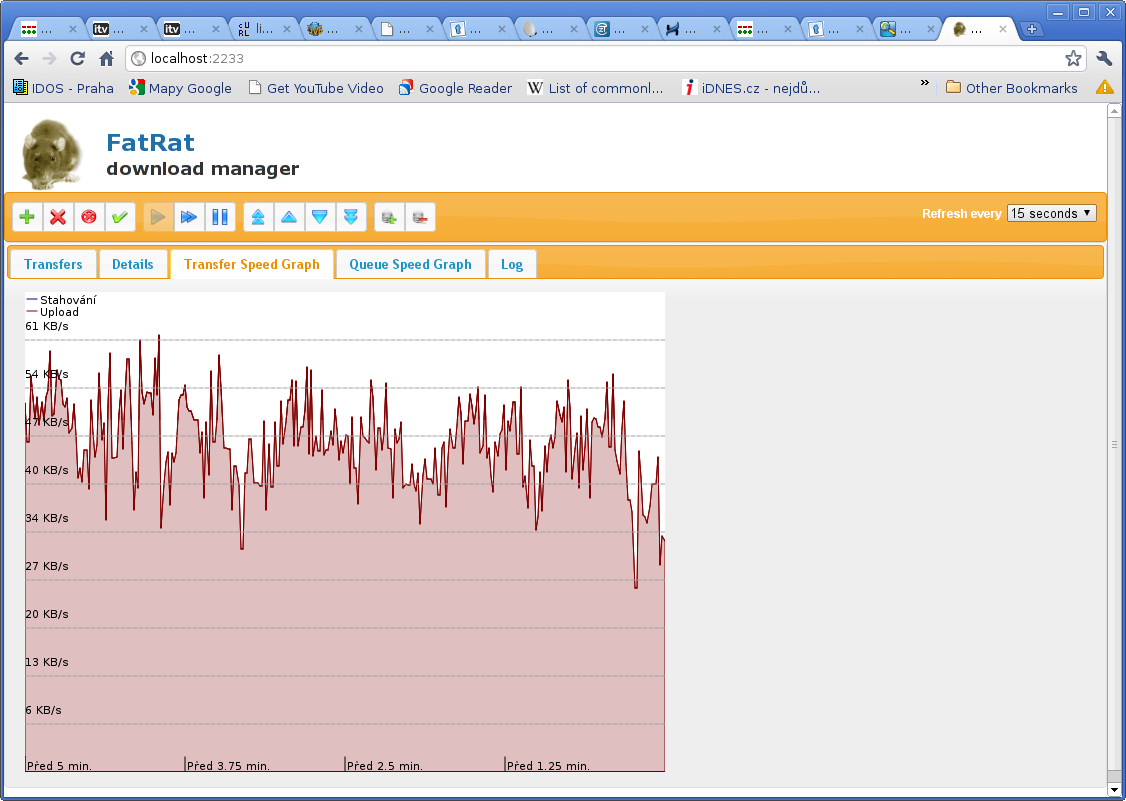 ... itv ... itv ... cURL li... ... ... ... ... ... ... ... ... ... ...
localhost:2233
IDOS - Praha Mapy Google Get YouTube Video Google Reader W List of commonl... iDNES.cz - nejdů... » Other Bookmarks
FatRat
download manager
Refresh every 15 seconds
Transfers Details Transfer Speed Graph Queue Speed Graph Log
Stahování
Upload
61 KB/s
54 KB/s
47 KB/s
40 KB/s
34 KB/s
27 KB/s
20 KB/s
13 KB/s
6 KB/s
Před 5 min. Před 3.75 min. Před 2.5 min. Před 1.25 min.